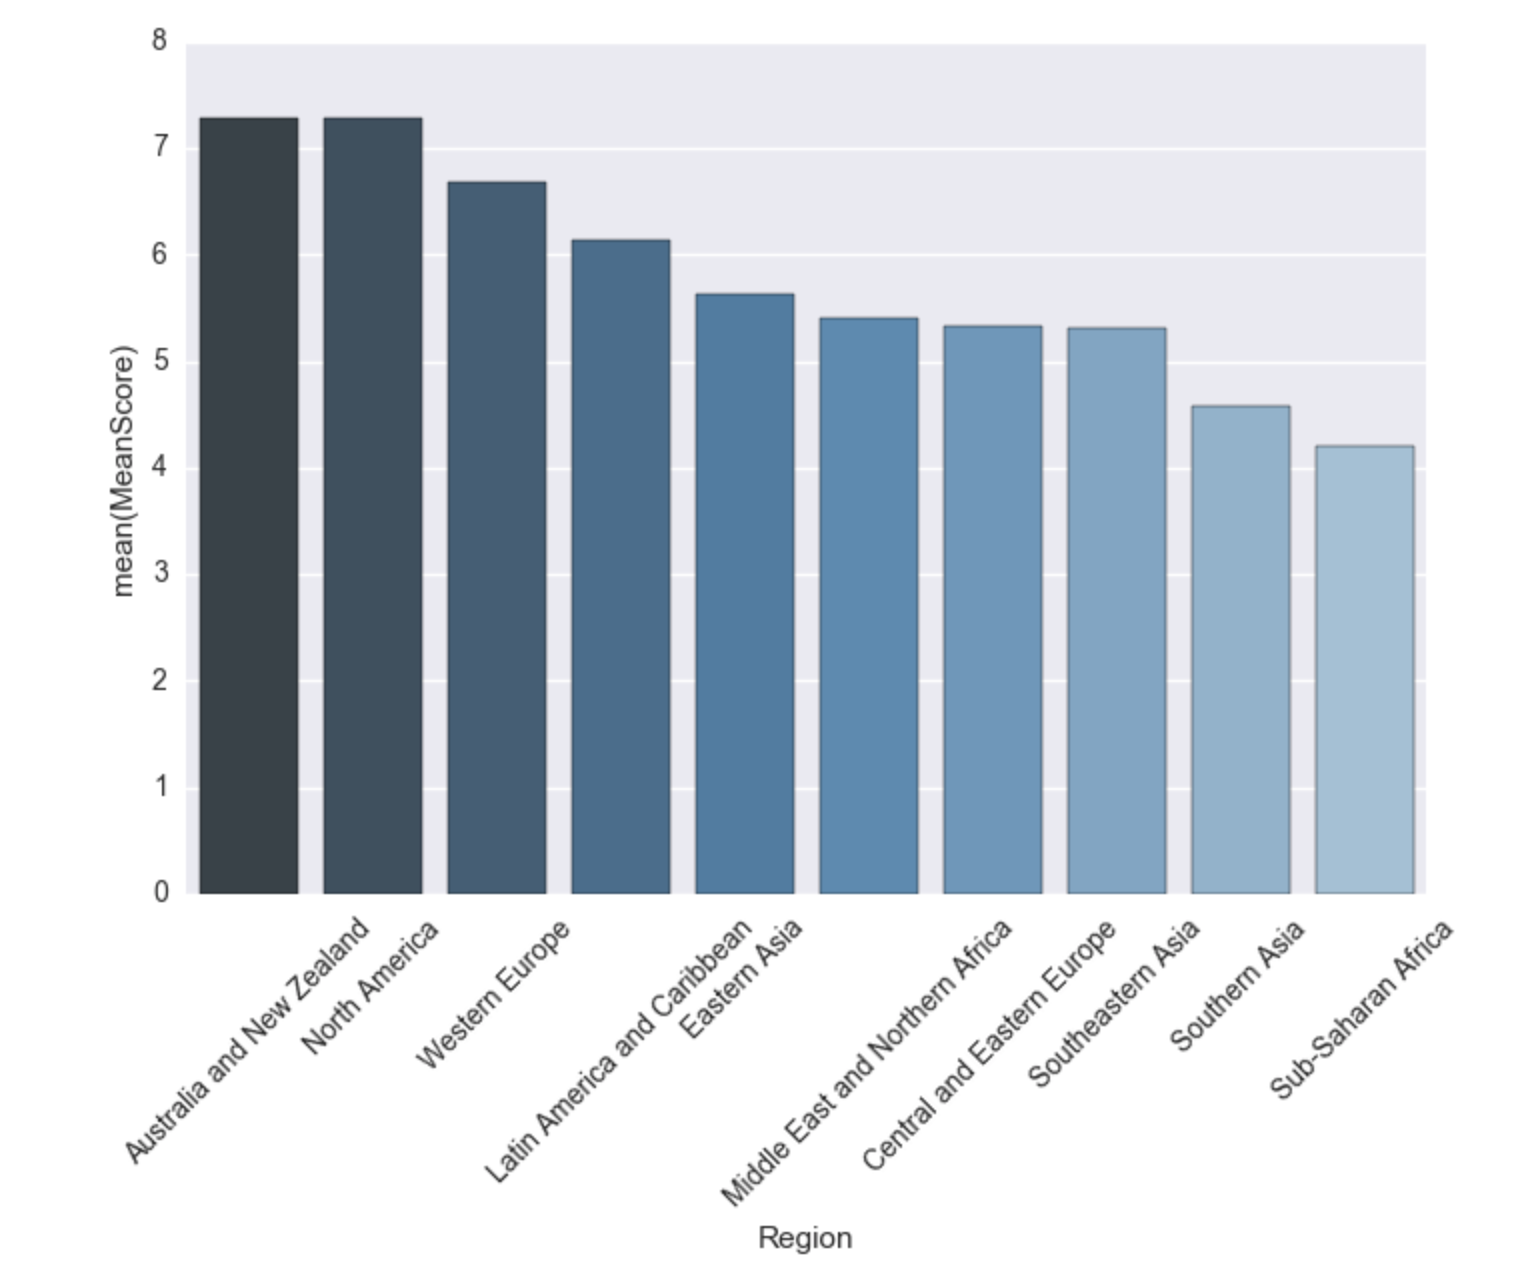 8
7
6
5
4
3
2
1
0
mean(MeanScore)
Australia and New Zealand
North America
Western Europe
Latin America and Caribbean
Eastern Asia
Middle East and Northern Africa
Central and Eastern Europe
Southeastern Asia
Southern Asia
Sub-Saharan Africa
Region